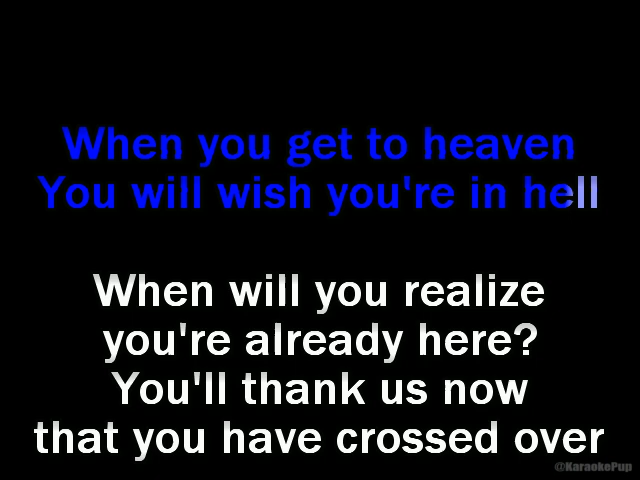 When you get to heaven
You will wish you're in hell
When will you realize
you're already here?
You'll thank us now
that you have crossed over
@KaraokePup